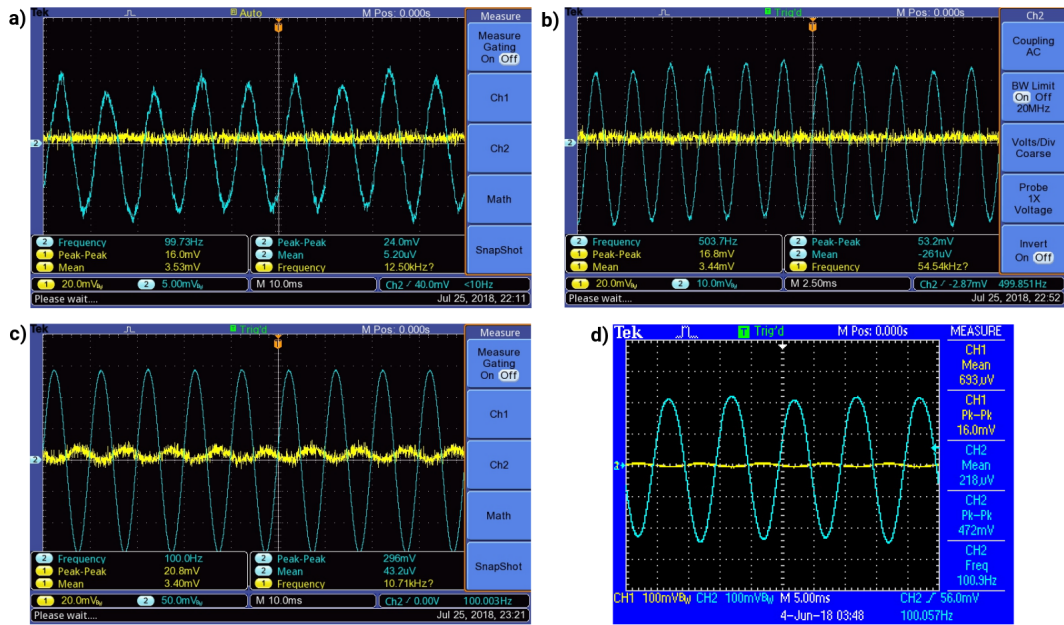 a)
Tek Auto M Pos: 0.000s Measure
Measure
Gating
On Off
Ch1
Ch2
Math
SnapShot
2
2 Frequency 99.73Hz 2 Peak-Peak 24.0mV
1 Peak-Peak 16.0mV 2 Mean 5.20uV
1 Mean 3.53mV 1 Frequency 12.50kHz?
1 20.0mVBW 2 5.00mVBW M 10.0ms Ch2 / 40.0mV <10Hz
Please wait.... Jul 25, 2018, 22:11
b)
Tek Trig'd M Pos: 0.000s Ch2
Coupling
AC
BW Limit
On Off
20MHz
Volts/Div
Coarse
Probe
1X
Voltage
Invert
On Off
2
2 Frequency 503.7Hz 2 Peak-Peak 53.2mV
1 Peak-Peak 16.8mV 2 Mean -261uV
1 Mean 3.44mV 1 Frequency 54.54kHz?
1 20.0mVBW 2 10.0mVBW M 2.50ms Ch2 / -2.87mV 499.851Hz
Please wait.... Jul 25, 2018, 22:52
c)
Tek Trig'd M Pos: 0.000s Measure
Measure
Gating
On Off
Ch1
Ch2
Math
SnapShot
2
2 Frequency 100.0Hz 2 Peak-Peak 296mV
1 Peak-Peak 20.8mV 2 Mean 43.2uV
1 Mean 3.40mV 1 Frequency 10.71kHz?
1 20.0mVBW 2 50.0mVBW M 10.0ms Ch2 / 0.00V 100.003Hz
Please wait.... Jul 25, 2018, 23:21
d)
Tek T Trig'd M Pos: 0.000s MEASURE
CH1
Mean
693µV
CH1
Pk-Pk
16.0mV
CH2
Mean
218µV
CH2
Pk-Pk
472mV
CH2
Freq
100.9Hz
CH1 100mVBW CH2 100mVBW M 5.00ms CH2 / 56.0mV
4-Jun-18 03:48 100.057Hz